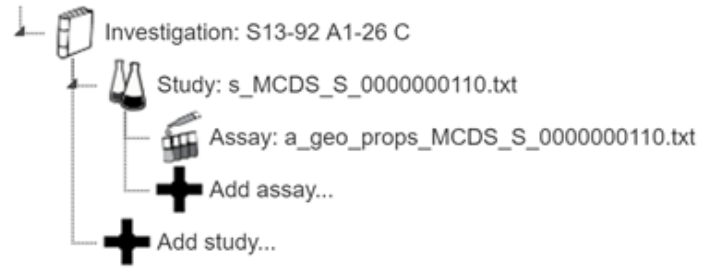 Investigation: S13-92 A1-26 C
Study: s_MCDS_S_0000000110.txt
Assay: a_geo_props_MCDS_S_0000000110.txt
Add assay...
Add study...